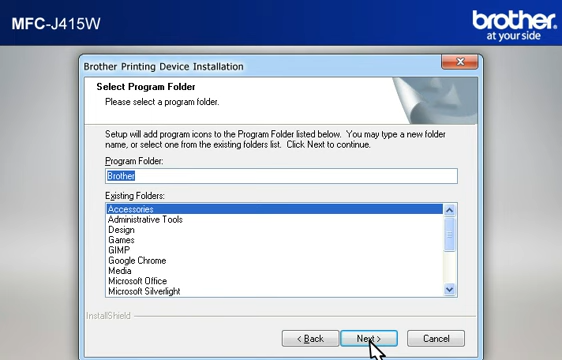 MFC-J415W
brother
at your side
Brother Printing Device Installation
Select Program Folder
Please select a program folder.
Setup will add program icons to the Program Folder listed below. You may type a new folder
name, or select one from the existing folders list. Click Next to continue.
Program Folder:
Brother
Existing Folders:
Accessories
Administrative Tools
Design
Games
GIMP
Google Chrome
Media
Microsoft Office
Microsoft Silverlight
InstallShield
< Back
Next >
Cancel